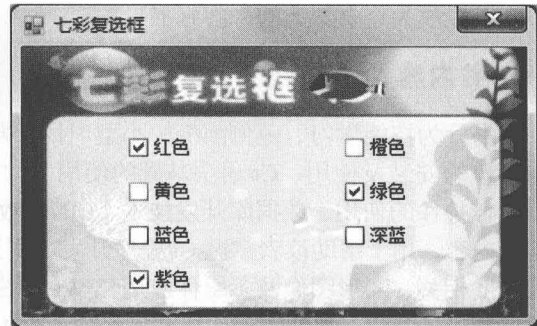 七彩复选框
七彩复选框
红色 橙色
黄色 绿色
蓝色 深蓝
紫色